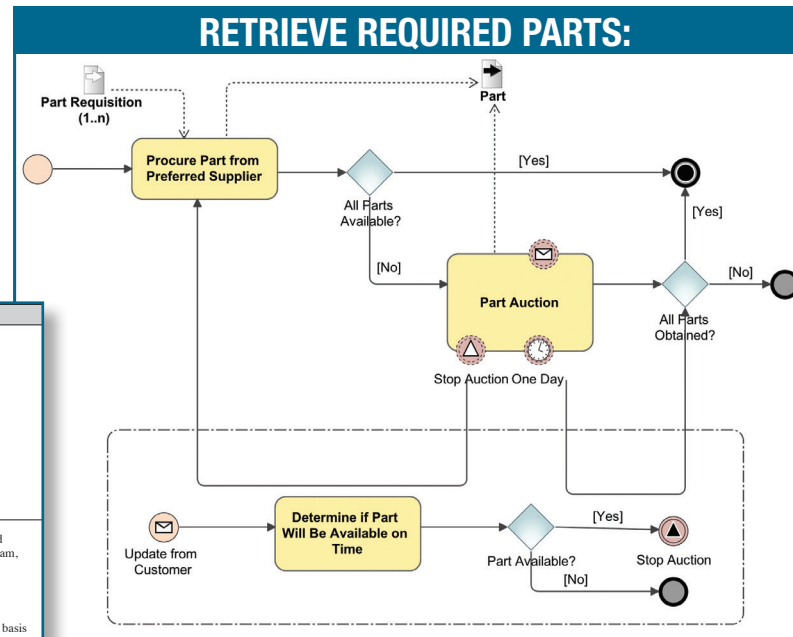 RETRIEVE REQUIRED PARTS:
Part Requisition
(1..n)
Part
Procure Part from
Preferred Supplier
[Yes]
All Parts
Available?
[Yes]
[No]
Part Auction
[No]
All Parts
Obtained?
Stop Auction One Day
Determine if Part
Will Be Available on
Time
[Yes]
Update from
Customer
Part Available?
Stop Auction
[No]
am,
basis